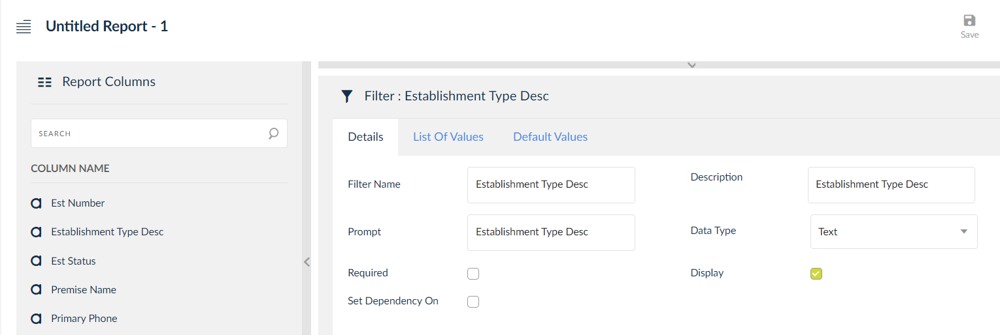 Untitled Report - 1
Save
Report Columns
SEARCH
COLUMN NAME
Est Number
Establishment Type Desc
Est Status
Premise Name
Primary Phone
Filter : Establishment Type Desc
Details List Of Values Default Values
Filter Name Establishment Type Desc Description Establishment Type Desc
Prompt Establishment Type Desc Data Type Text
Required Display
Set Dependency On